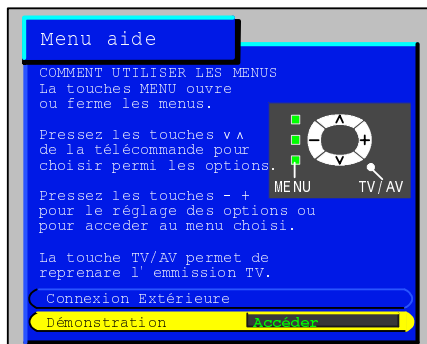 Menu aide
COMMENT UTILISER LES MENUS
La touches MENU ouvre
ou ferme les menus.
Pressez les touches ∨ ∧
de la télécommande pour
choisir permi les options.
Pressez les touches - +
pour le réglage des options ou
pour acceder au menu choisi.
La touche TV/AV permet de
reprenare l' emmission TV.
∧
- +
∨
MENU TV/AV
Connexion Extérieure
Démonstration Accéder